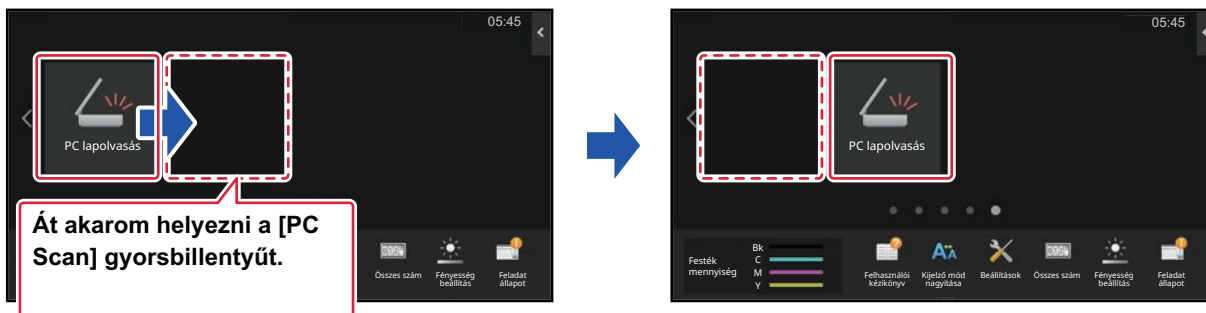 05:45
PC lapolvasás
Át akarom helyezni a [PC
Scan] gyorsbillentyűt.
Összes szám
Fényesség
beállítás
Feladat
állapot
05:45
PC lapolvasás
Festék
mennyiség
Bk
C
M
Y
Felhasználói
kézikönyv
Kijelző mód
nagyítása
Beállítások
Összes szám
Fényesség
beállítás
Feladat
állapot